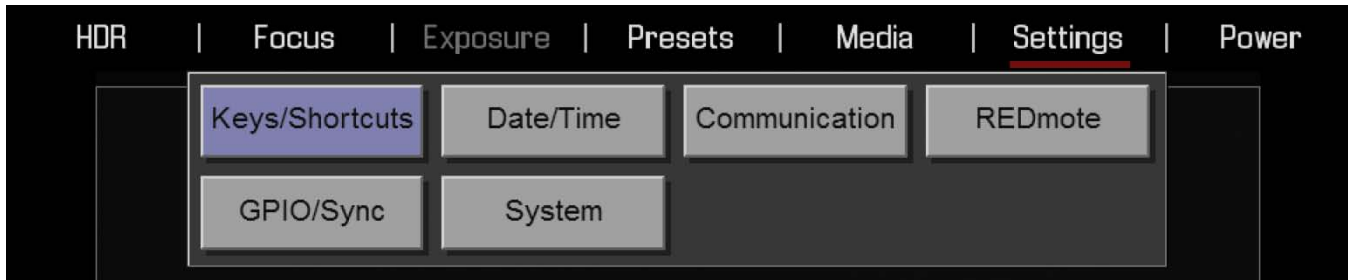 HDR | Focus | Exposure | Presets | Media | Settings | Power
Keys/Shortcuts Date/Time Communication REDmote
GPIO/Sync System